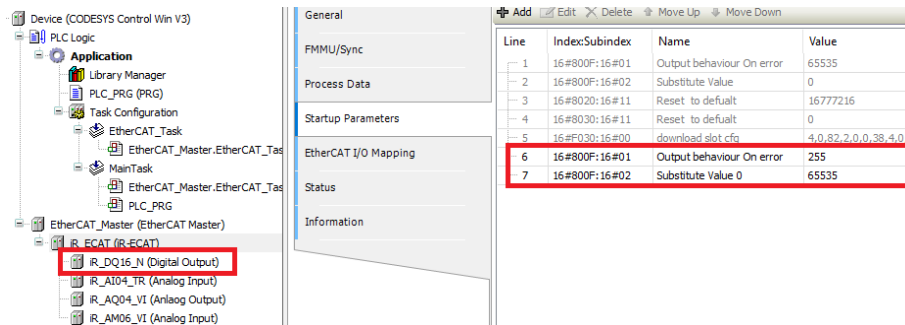 Device (CODESYS Control Win V3)
PLC Logic
Application
Library Manager
PLC_PRG (PRG)
Task Configuration
EtherCAT_Task
EtherCAT_Master.EtherCAT_Tas
MainTask
EtherCAT_Master.EtherCAT_Tas
PLC_PRG
EtherCAT_Master (EtherCAT Master)
iR_ECAT (iR-ECAT)
iR_DQ16_N (Digital Output)
iR_AI04_TR (Analog Input)
iR_AQ04_VI (Anlaog Output)
iR_AM06_VI (Analog Input)
General
FMMU/Sync
Process Data
Startup Parameters
EtherCAT I/O Mapping
Status
Information
Add Edit Delete Move Up Move Down
Line Index:Subindex Name Value
1 16#800F:16#01 Output behaviour On error 65535
2 16#800F:16#02 Substitute Value 0
3 16#8020:16#11 Reset to defualt 16777216
4 16#8030:16#11 Reset to defualt 0
5 16#F030:16#00 download slot cfg 4,0,82,2,0,0,38,4,0
6 16#800F:16#01 Output behaviour On error 255
7 16#800F:16#02 Substitute Value 0 65535